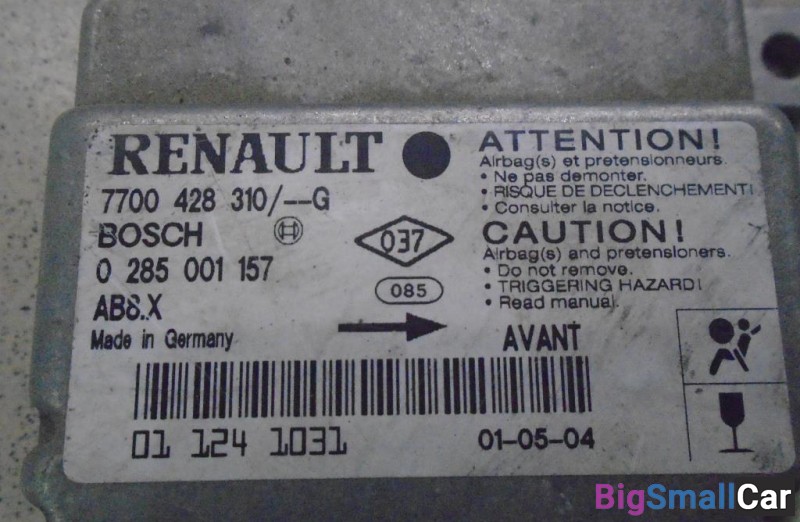 RENAULT
7700 428 310/--G
BOSCH
0 285 001 157
AB8..X
Made in Germany
037
085
ATTENTION!
Airbag(s) et pretensionneurs.
• Ne pas demonter.
• RISQUE DE DECLENCHEMENT!
• Consulter la notice.
CAUTION!
Airbag(s) and pretensioners.
• Do not remove.
• TRIGGERING HAZARD!
• Read manual.
AVANT
01 124 1031
01-05-04
BigSmallCar